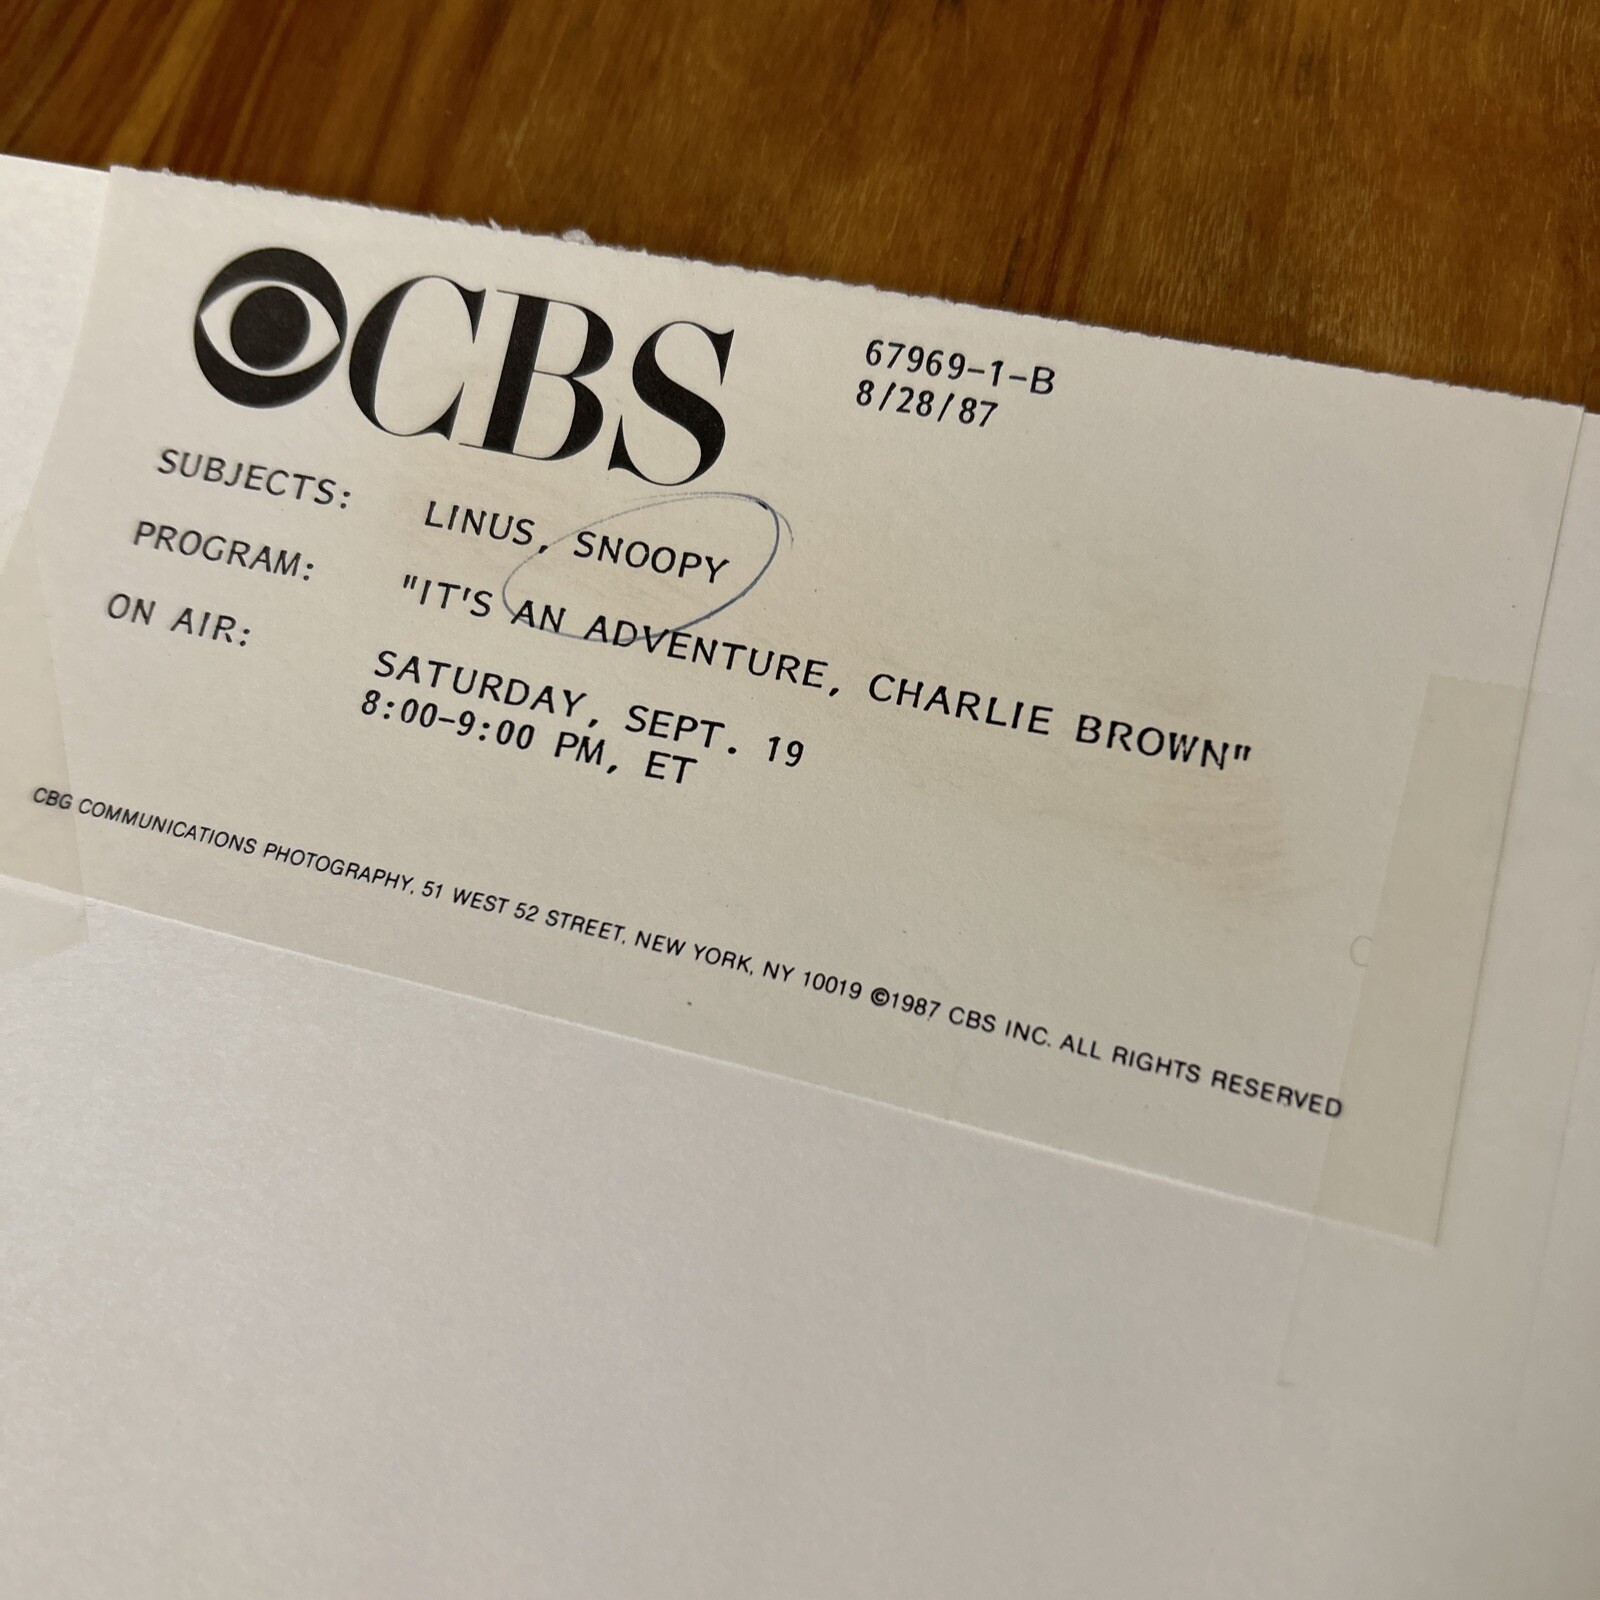 CBS
67969-1-B
8/28/87
SUBJECTS: LINUS, SNOOPY
PROGRAM: "IT'S AN ADVENTURE, CHARLIE BROWN"
ON AIR: SATURDAY, SEPT. 19
8:00-9:00 PM, ET
CBG COMMUNICATIONS PHOTOGRAPHY, 51 WEST 52 STREET, NEW YORK, NY 10019 ©1987 CBS INC. ALL RIGHTS RESERVED